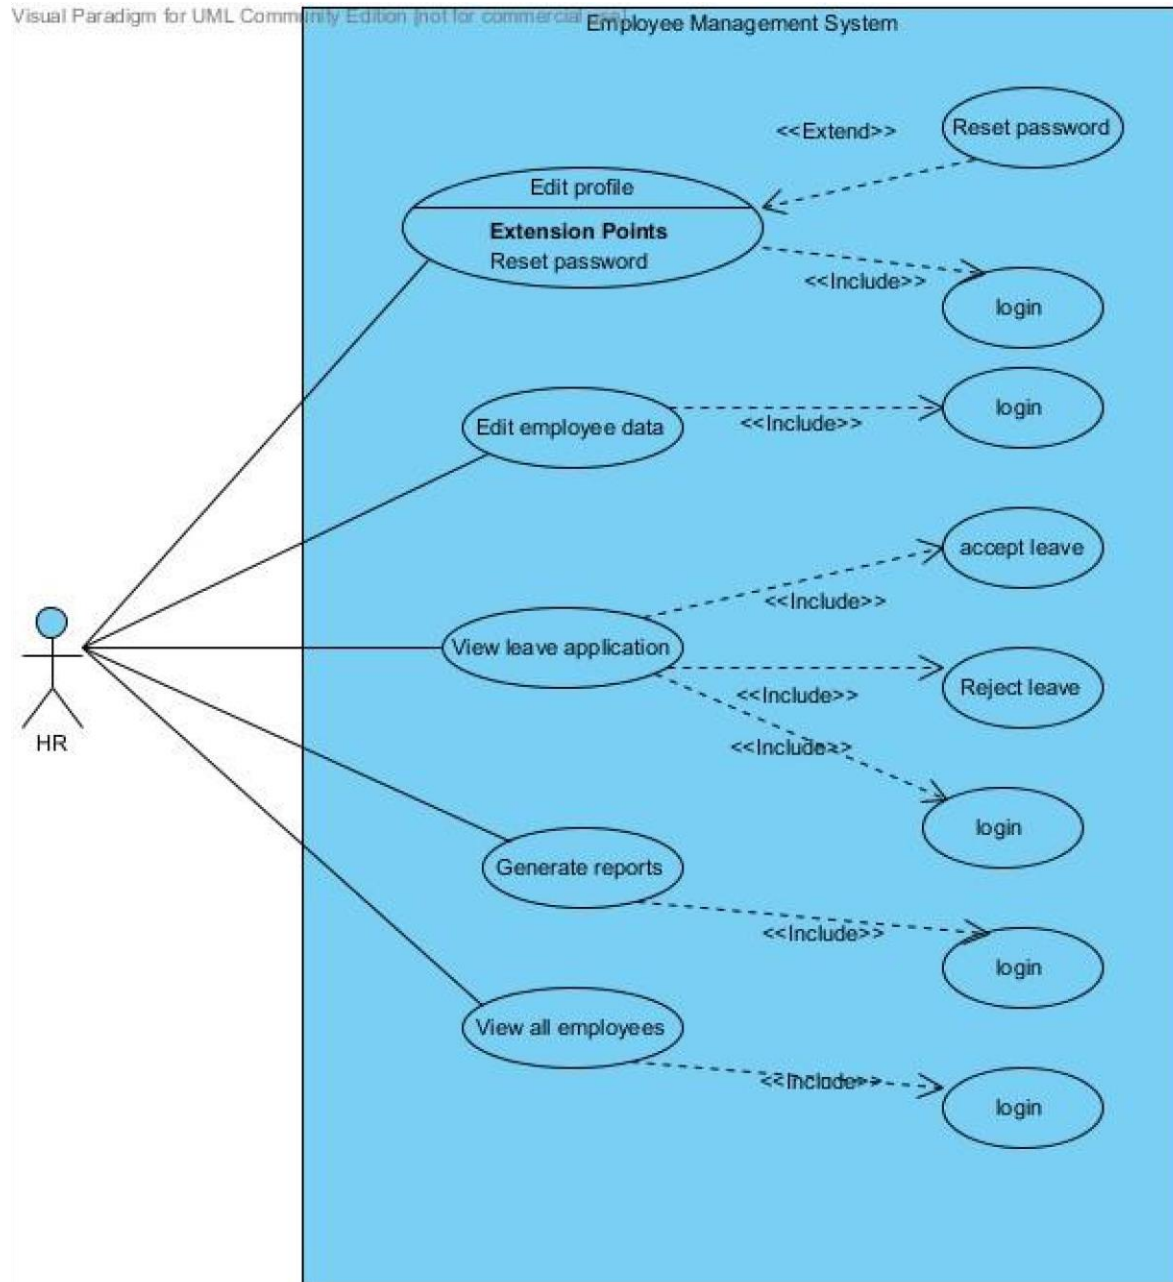 Visual Paradigm for UML Community Edition [not for commercial use]
Employee Management System
<<Extend>>
Reset password
Edit profile
Extension Points
Reset password
<<Include>>
login
Edit employee data
<<Include>>
login
accept leave
<<Include>>
View leave application
<<Include>>
Reject leave
<<Include>>
login
HR
Generate reports
<<Include>>
login
View all employees
<<Include>>
login